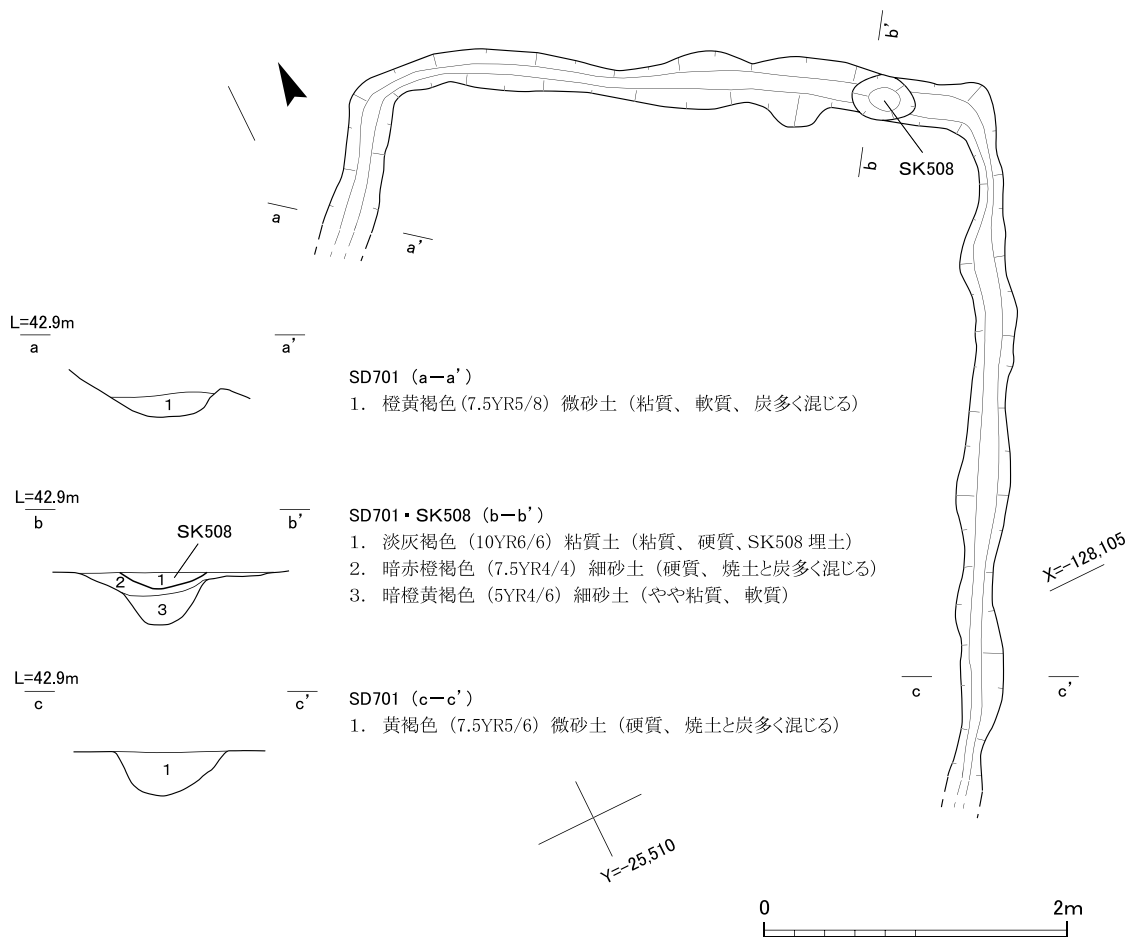 b'
b
SK508
a
a'
L=42.9m
a
a'
SD701 (a－a')
1. 橙黄褐色 (7.5YR5/8) 微砂土 (粘質、軟質、炭多く混じる)
L=42.9m
b
b'
SK508
1
2
3
SD701・SK508 (b－b')
1. 淡灰褐色 (10YR6/6) 粘質土 (粘質、硬質、SK508 埋土)
2. 暗赤橙褐色 (7.5YR4/4) 細砂土 (硬質、焼土と炭多く混じる)
3. 暗橙黄褐色 (5YR4/6) 細砂土 (やや粘質、軟質)
X=-128,105
L=42.9m
c
c'
1
SD701 (c－c')
1. 黄褐色 (7.5YR5/6) 微砂土 (硬質、焼土と炭多く混じる)
c
c'
1
Y=-25,510
0
2m